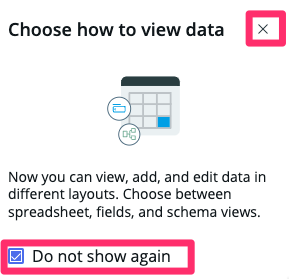 Choose how to view data
Now you can view, add, and edit data in
different layouts. Choose between
spreadsheet, fields, and schema views.
Do not show again